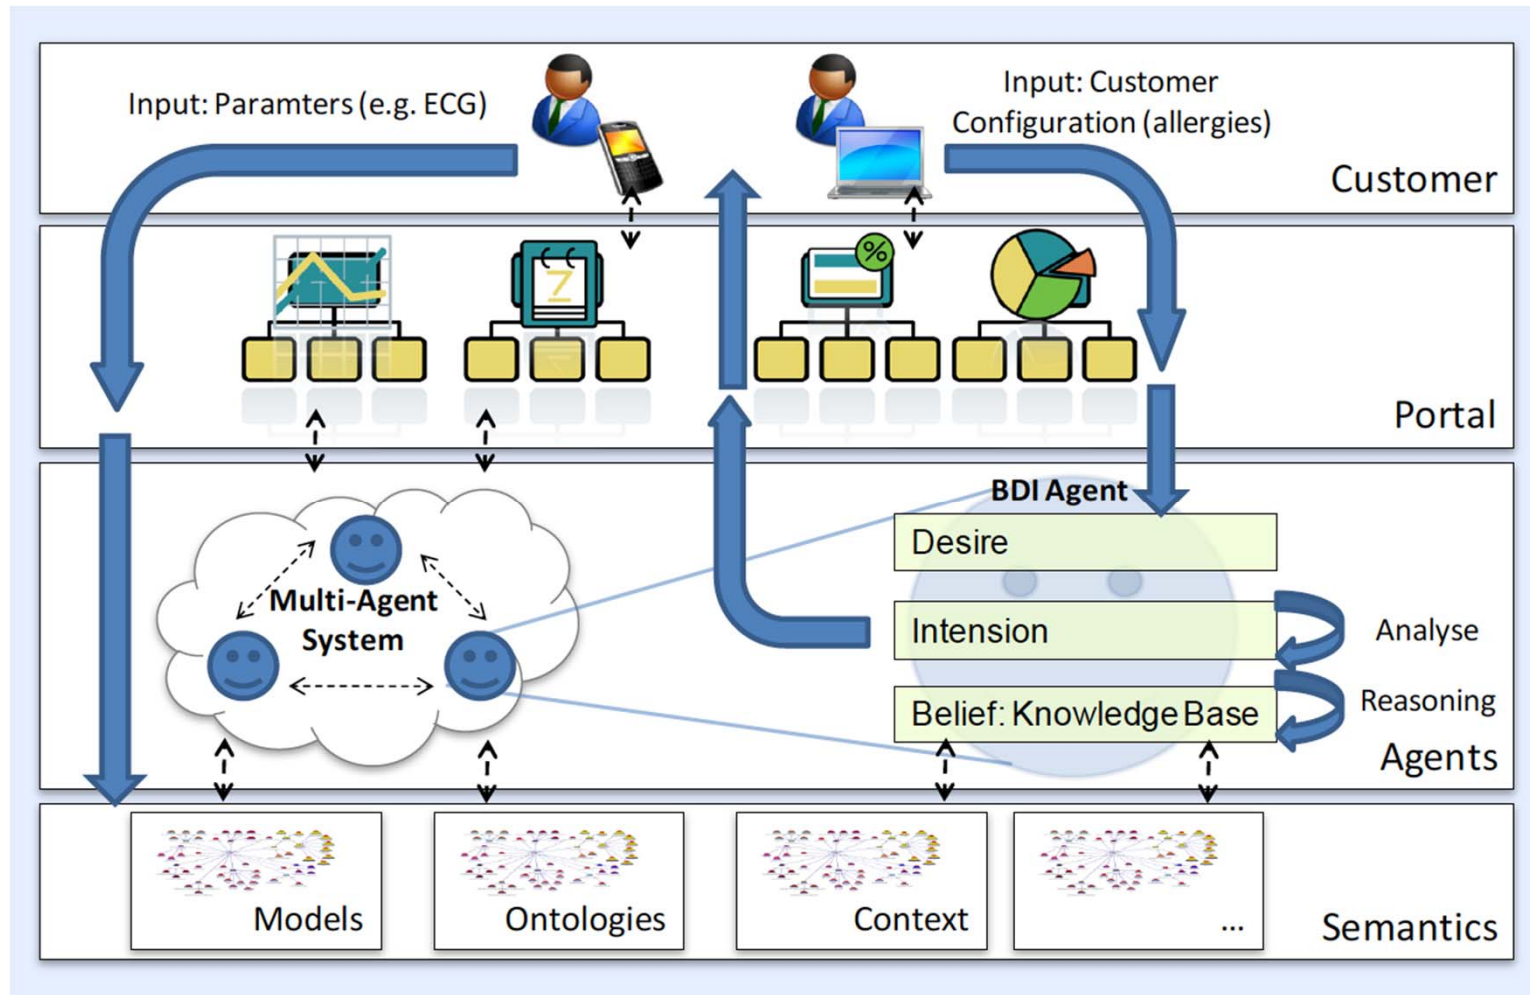 Input: Paramters (e.g. ECG)
Input: Customer
Configuration (allergies)
Customer
%
7
Portal
BDI Agent
Desire
Multi-Agent
System
Intension
Analyse
Belief: Knowledge Base
Reasoning
Agents
Models
Ontologies
Context
...
Semantics